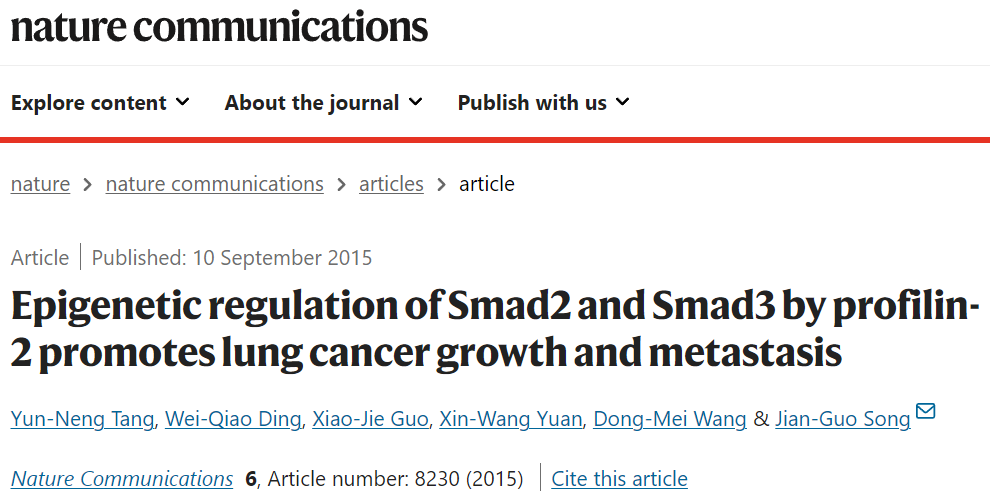 nature communications
Explore content About the journal Publish with us
nature > nature communications > articles > article
Article | Published: 10 September 2015
Epigenetic regulation of Smad2 and Smad3 by profilin-
2 promotes lung cancer growth and metastasis
Yun-Neng Tang, Wei-Qiao Ding, Xiao-Jie Guo, Xin-Wang Yuan, Dong-Mei Wang & Jian-Guo Song
Nature Communications 6, Article number: 8230 (2015) | Cite this article